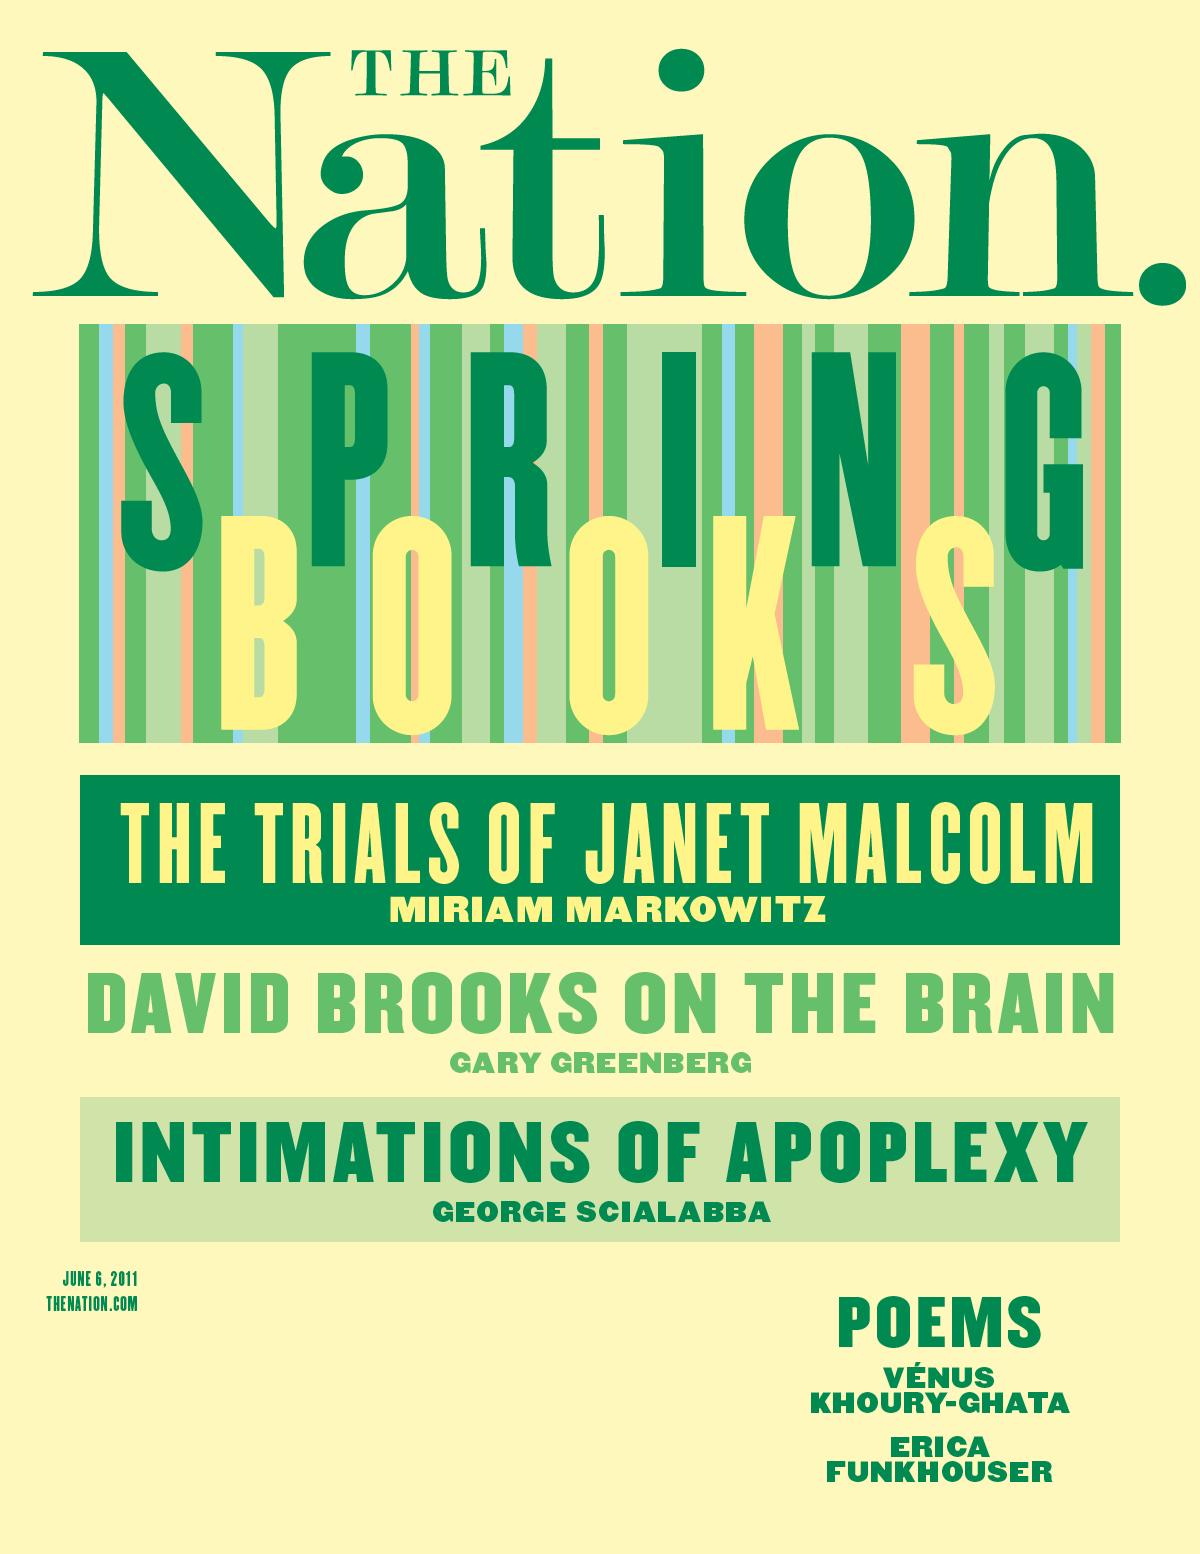 THE
Nation.
SPRING
BOOKS
THE TRIALS OF JANET MALCOLM
MIRIAM MARKOWITZ
DAVID BROOKS ON THE BRAIN
GARY GREENBERG
INTIMATIONS OF APOPLEXY
GEORGE SCIALABBA
JUNE 6, 2011
THENATION.COM
POEMS
VÉNUS
KHOURY-GHATA
ERICA
FUNKHOUSER